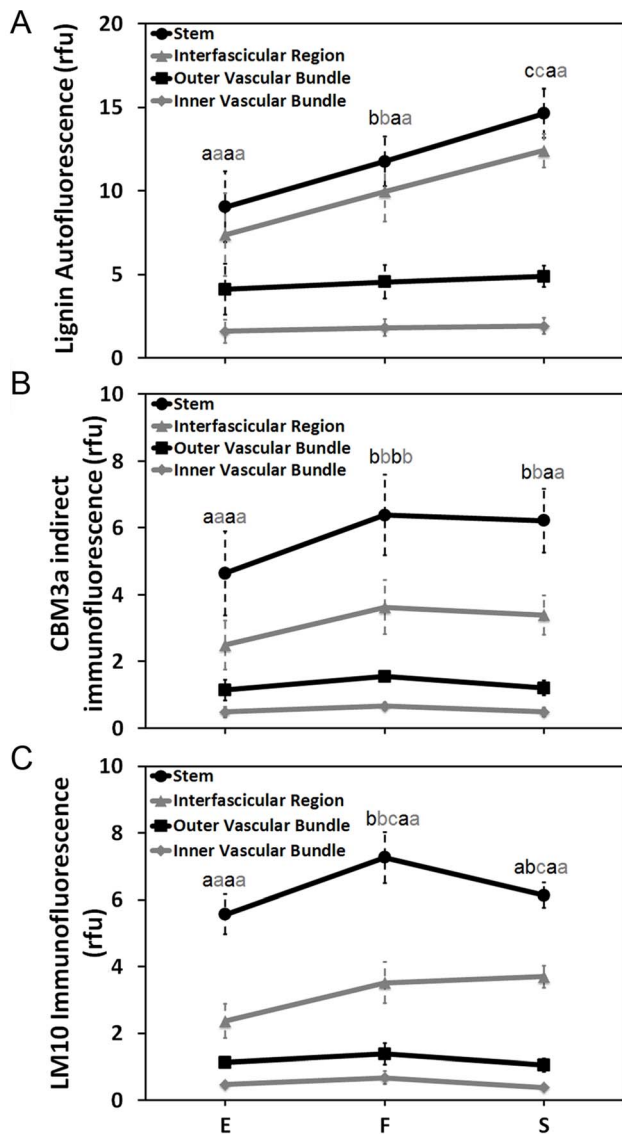 A
Lignin Autofluorescence (rfu)
20
15
10
5
0
Stem
Interfascicular Region
Outer Vascular Bundle
Inner Vascular Bundle
aaaa
bbaa
ccaa
B
CBM3a indirect
immunofluorescence (rfu)
10
8
6
4
2
0
Stem
Interfascicular Region
Outer Vascular Bundle
Inner Vascular Bundle
aaaa
bbbb
bbaa
C
LM10 Immunofluorescence
(rfu)
10
8
6
4
2
0
Stem
Interfascicular Region
Outer Vascular Bundle
Inner Vascular Bundle
aaaa
bbcaa
abcaa
E F S